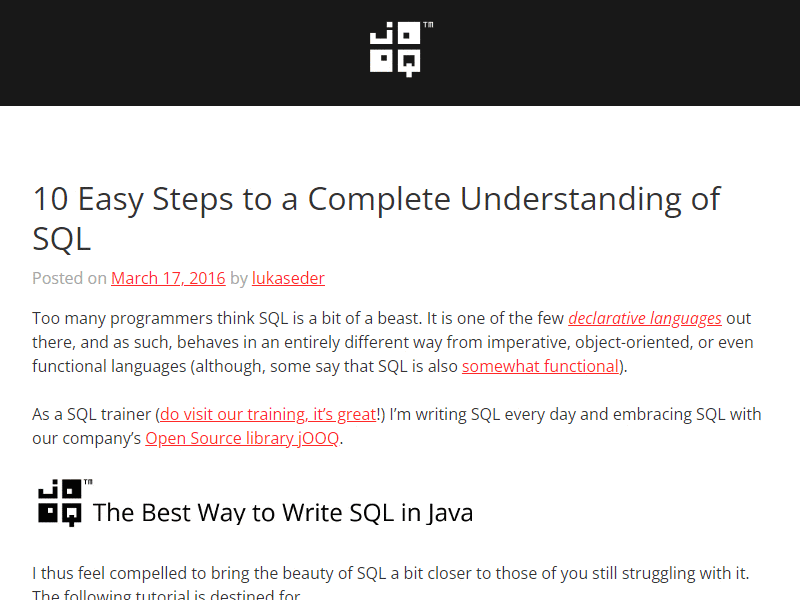 JOOQ™
10 Easy Steps to a Complete Understanding of
SQL
Posted on March 17, 2016 by lukaseder
Too many programmers think SQL is a bit of a beast. It is one of the few declarative languages out
there, and as such, behaves in an entirely different way from imperative, object-oriented, or even
functional languages (although, some say that SQL is also somewhat functional).
As a SQL trainer (do visit our training, it’s great!) I’m writing SQL every day and embracing SQL with
our company’s Open Source library jOOQ.
JOOQ™ The Best Way to Write SQL in Java
I thus feel compelled to bring the beauty of SQL a bit closer to those of you still struggling with it.
The following tutorial is destined for